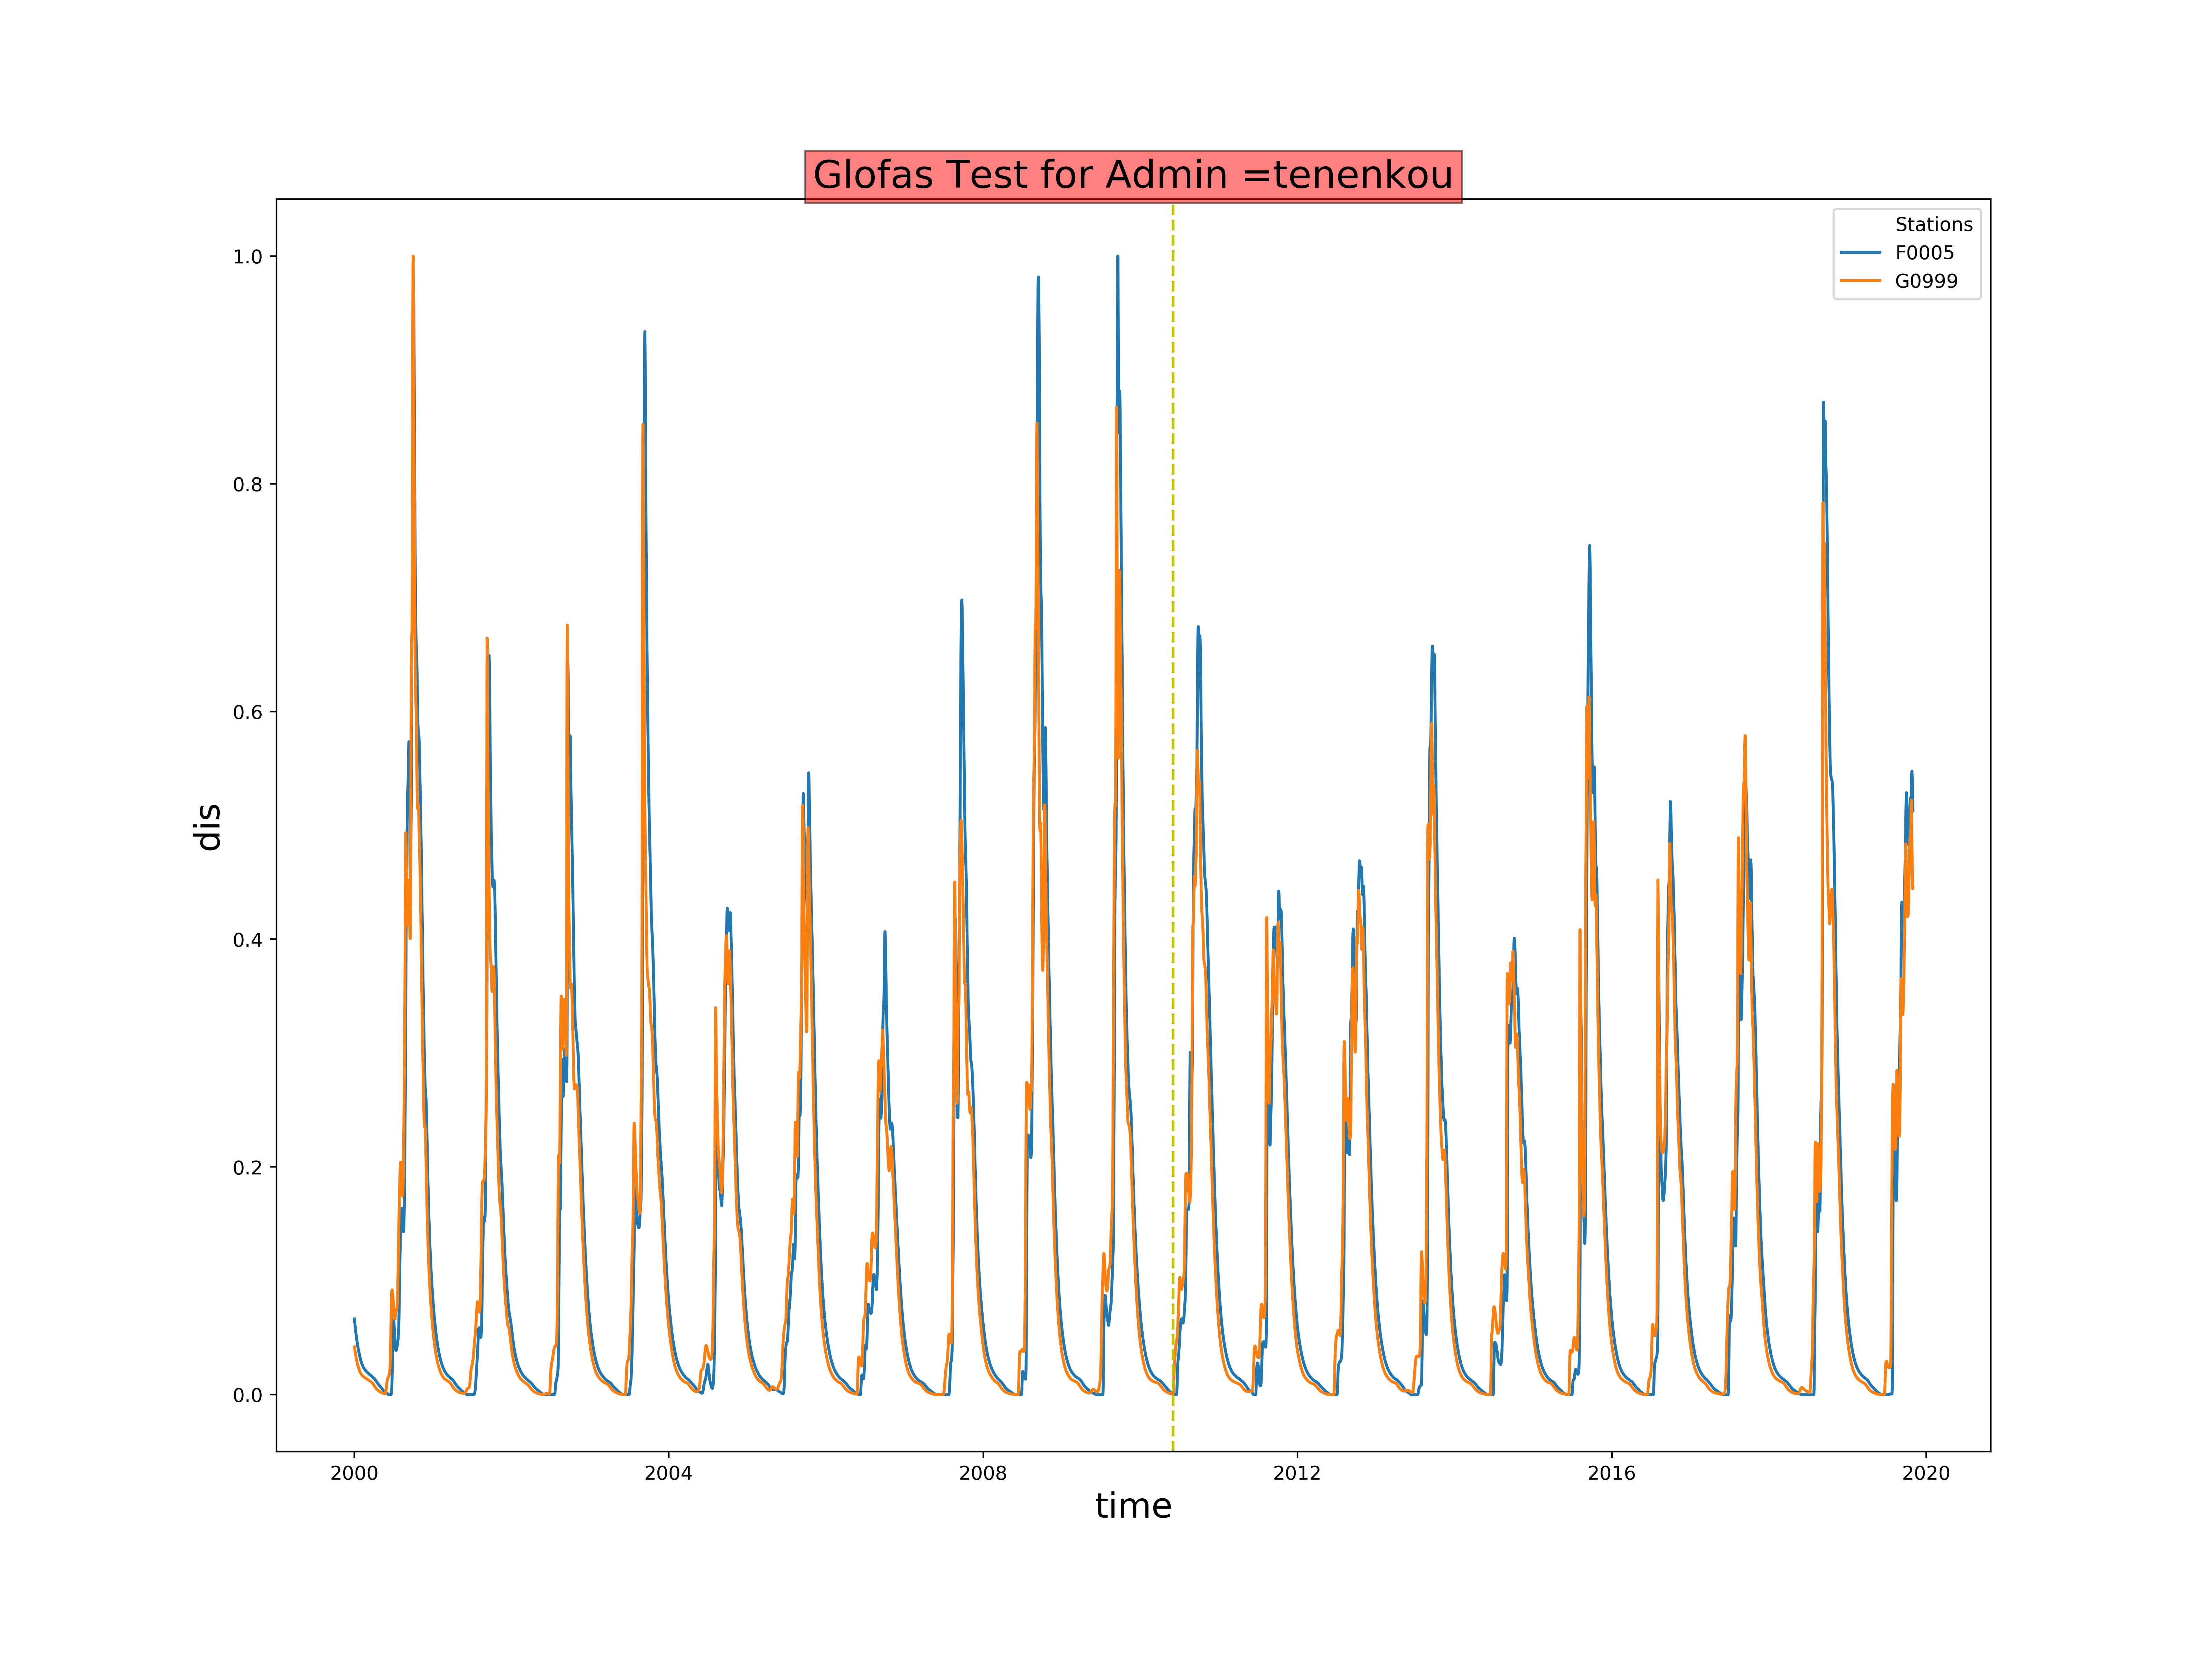 Glofas Test for Admin =tenenkou
Stations
F0005
G0999
1.0
0.8
0.6
0.4
0.2
0.0
dis
2000 2004 2008 2012 2016 2020
time